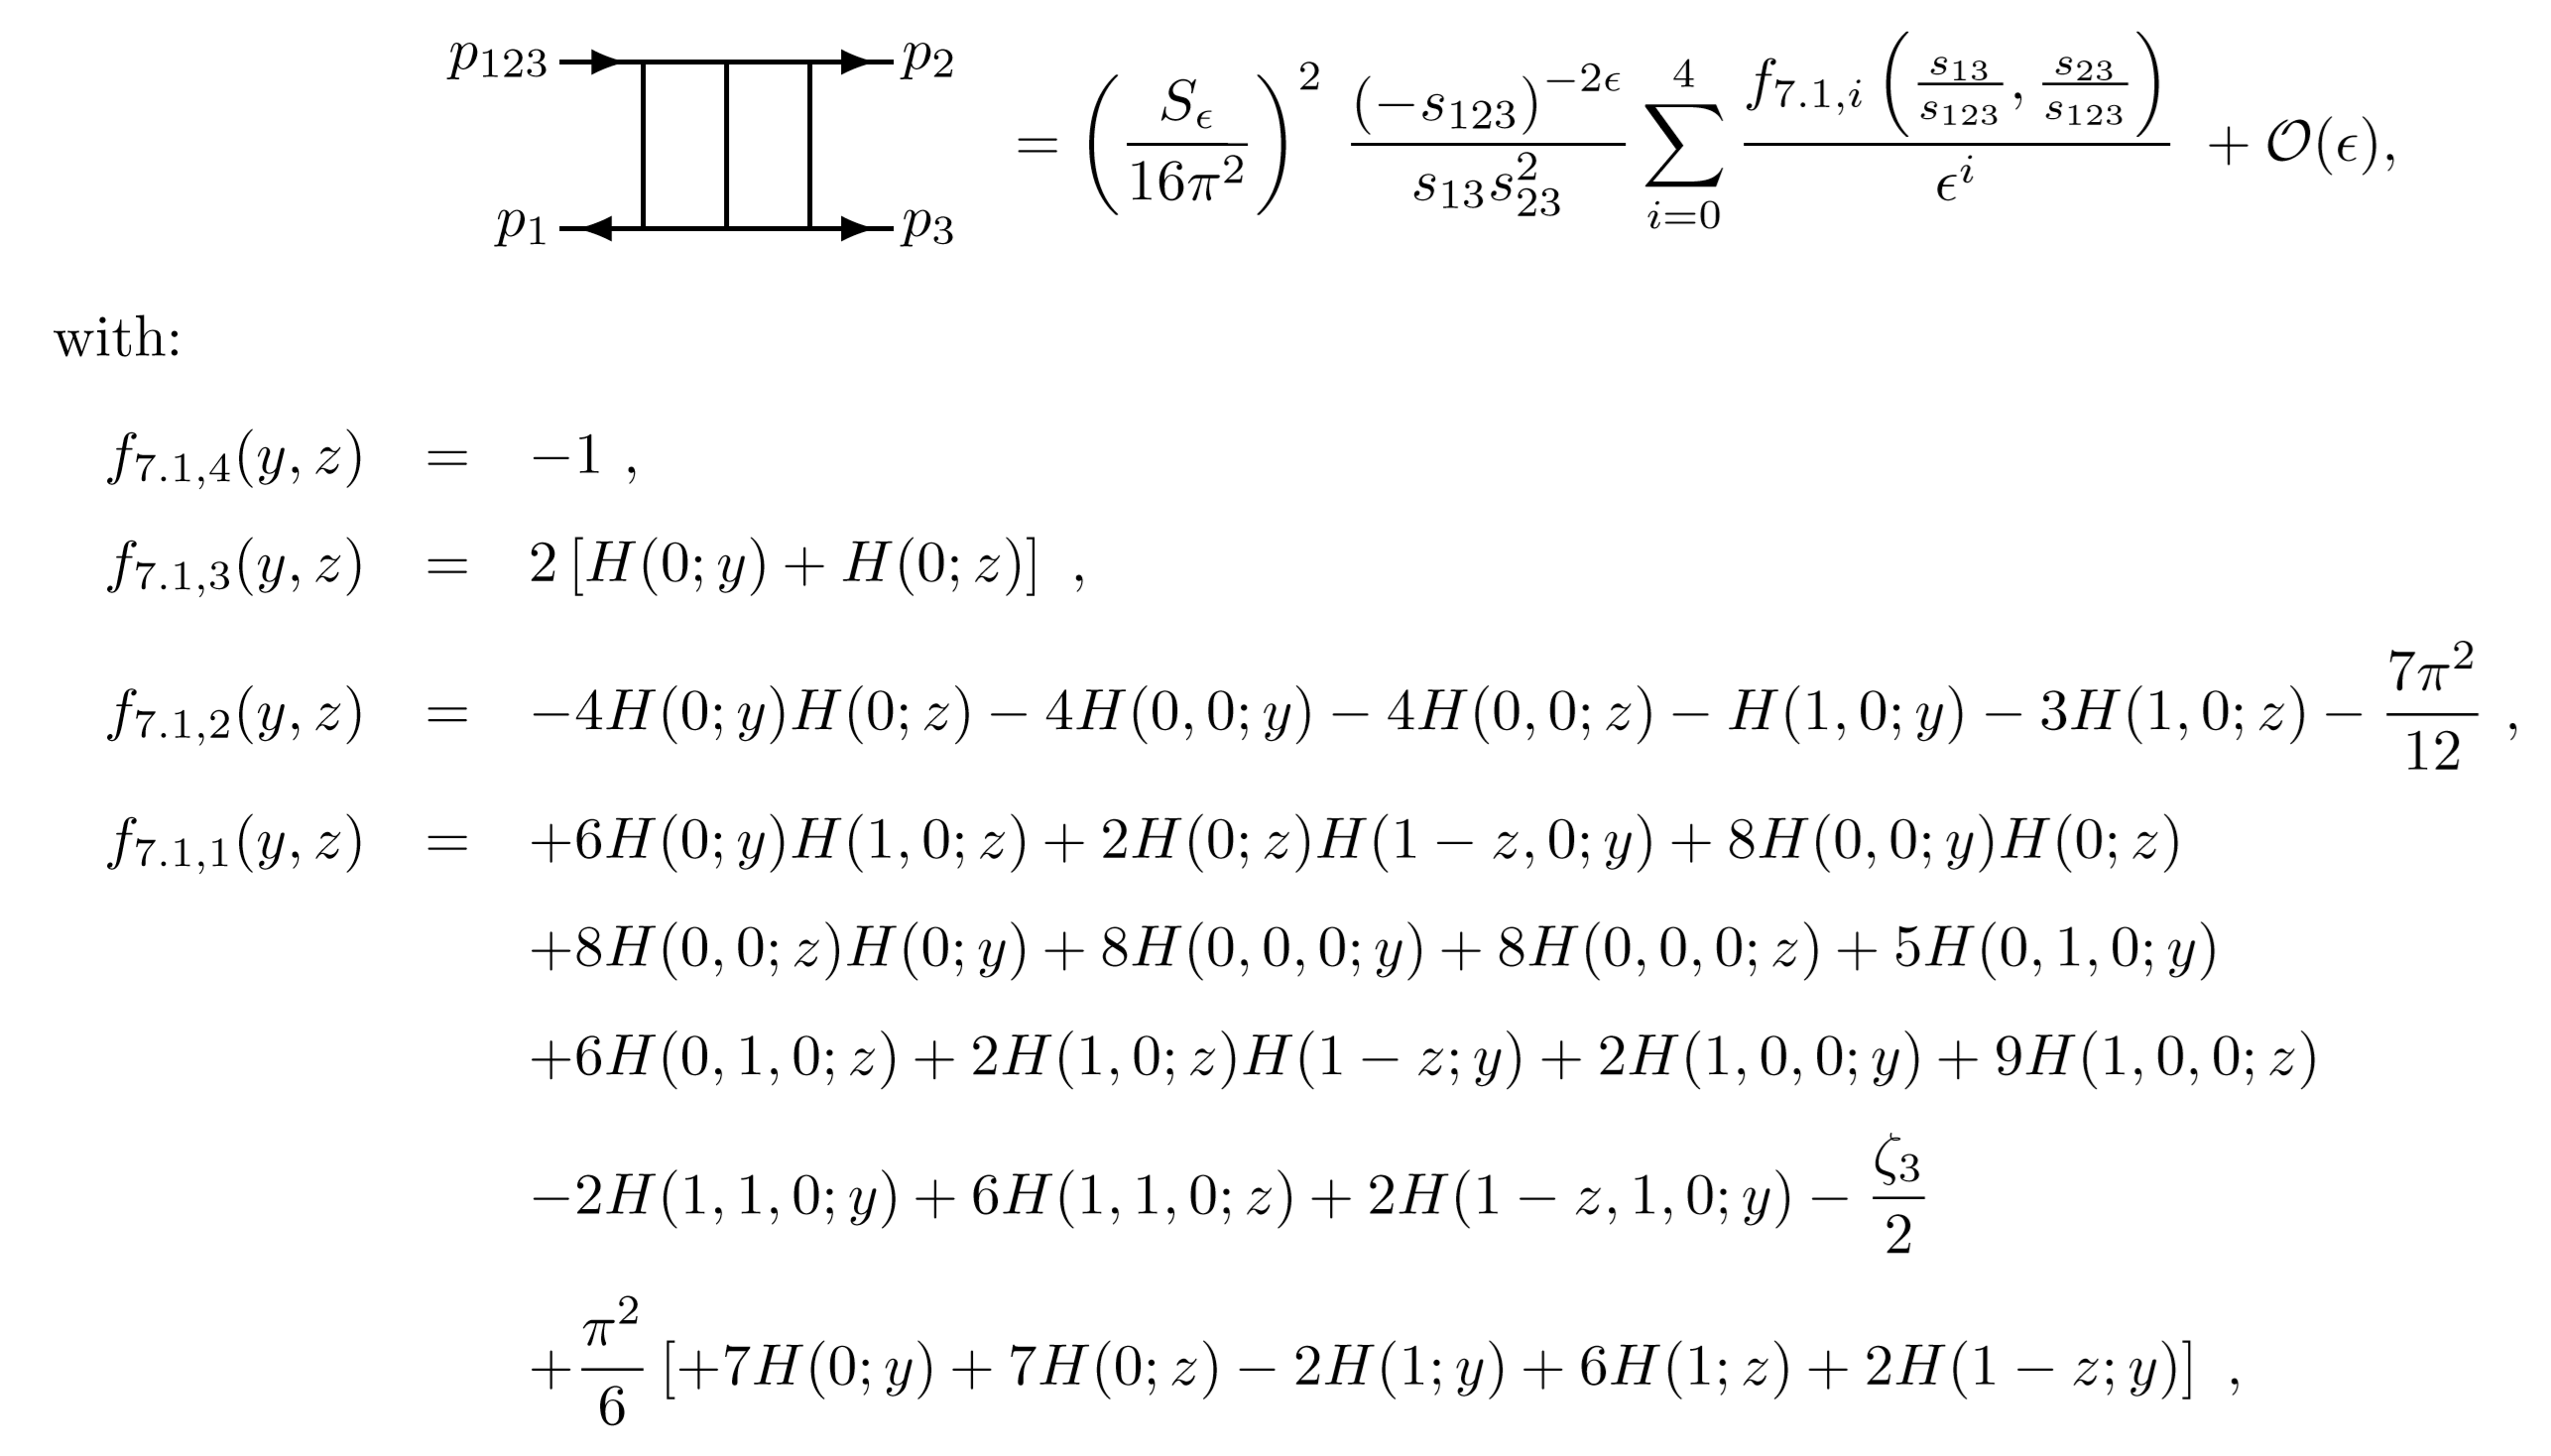 $p_{123}$ $p_2$ $p_1$ $p_3$ $= \left(\frac{S_\epsilon}{16\pi^2}\right)^2 \frac{(-s_{123})^{-2\epsilon}}{s_{13}s_{23}^2} \sum_{i=0}^{4} \frac{f_{7.1,i}\left(\frac{s_{13}}{s_{123}},\frac{s_{23}}{s_{123}}\right)}{\epsilon^i} + \mathcal{O}(\epsilon),$
with:
$f_{7.1,4}(y,z) = -1\ ,$
$f_{7.1,3}(y,z) = 2\left[H(0;y)+H(0;z)\right]\ ,$
$f_{7.1,2}(y,z) = -4H(0;y)H(0;z)-4H(0,0;y)-4H(0,0;z)-H(1,0;y)-3H(1,0;z)-\frac{7\pi^2}{12}\ ,$
$f_{7.1,1}(y,z) = +6H(0;y)H(1,0;z)+2H(0;z)H(1-z,0;y)+8H(0,0;y)H(0;z)$
$+8H(0,0;z)H(0;y)+8H(0,0,0;y)+8H(0,0,0;z)+5H(0,1,0;y)$
$+6H(0,1,0;z)+2H(1,0;z)H(1-z;y)+2H(1,0,0;y)+9H(1,0,0;z)$
$-2H(1,1,0;y)+6H(1,1,0;z)+2H(1-z,1,0;y)-\frac{\zeta_3}{2}$
$+\frac{\pi^2}{6}\left[+7H(0;y)+7H(0;z)-2H(1;y)+6H(1;z)+2H(1-z;y)\right]\ ,$